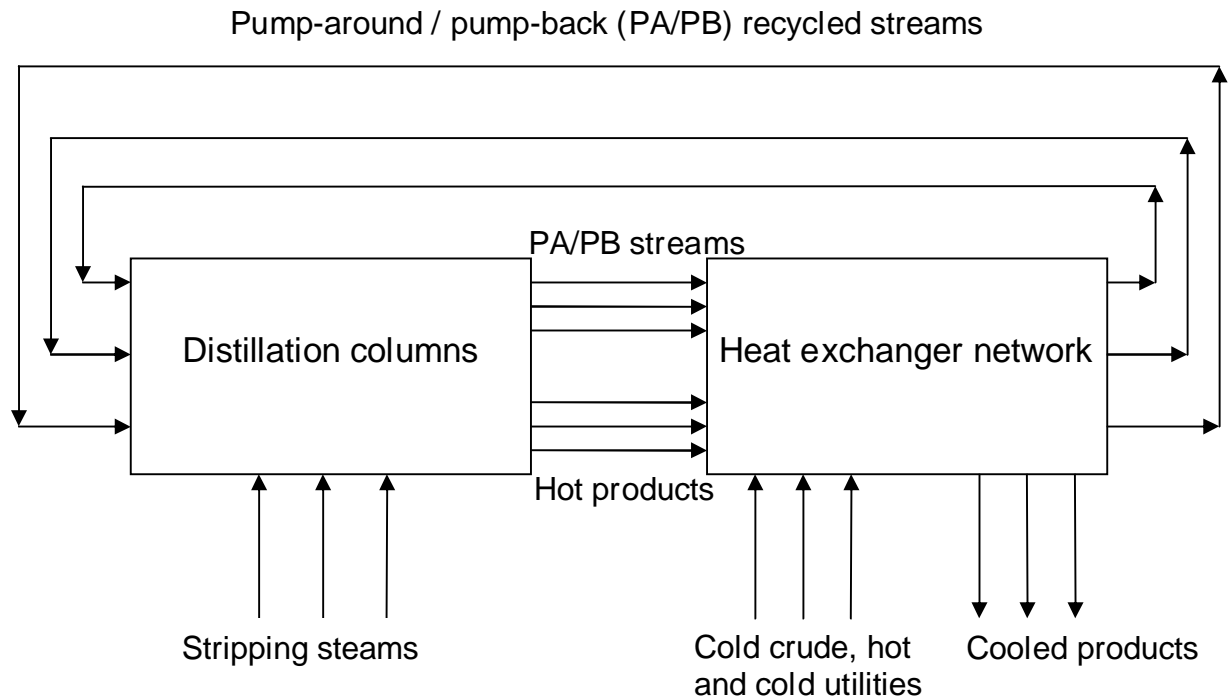 Pump-around / pump-back (PA/PB) recycled streams
PA/PB streams
Distillation columns
Heat exchanger network
Hot products
Stripping steams
Cold crude, hot
and cold utilities
Cooled products